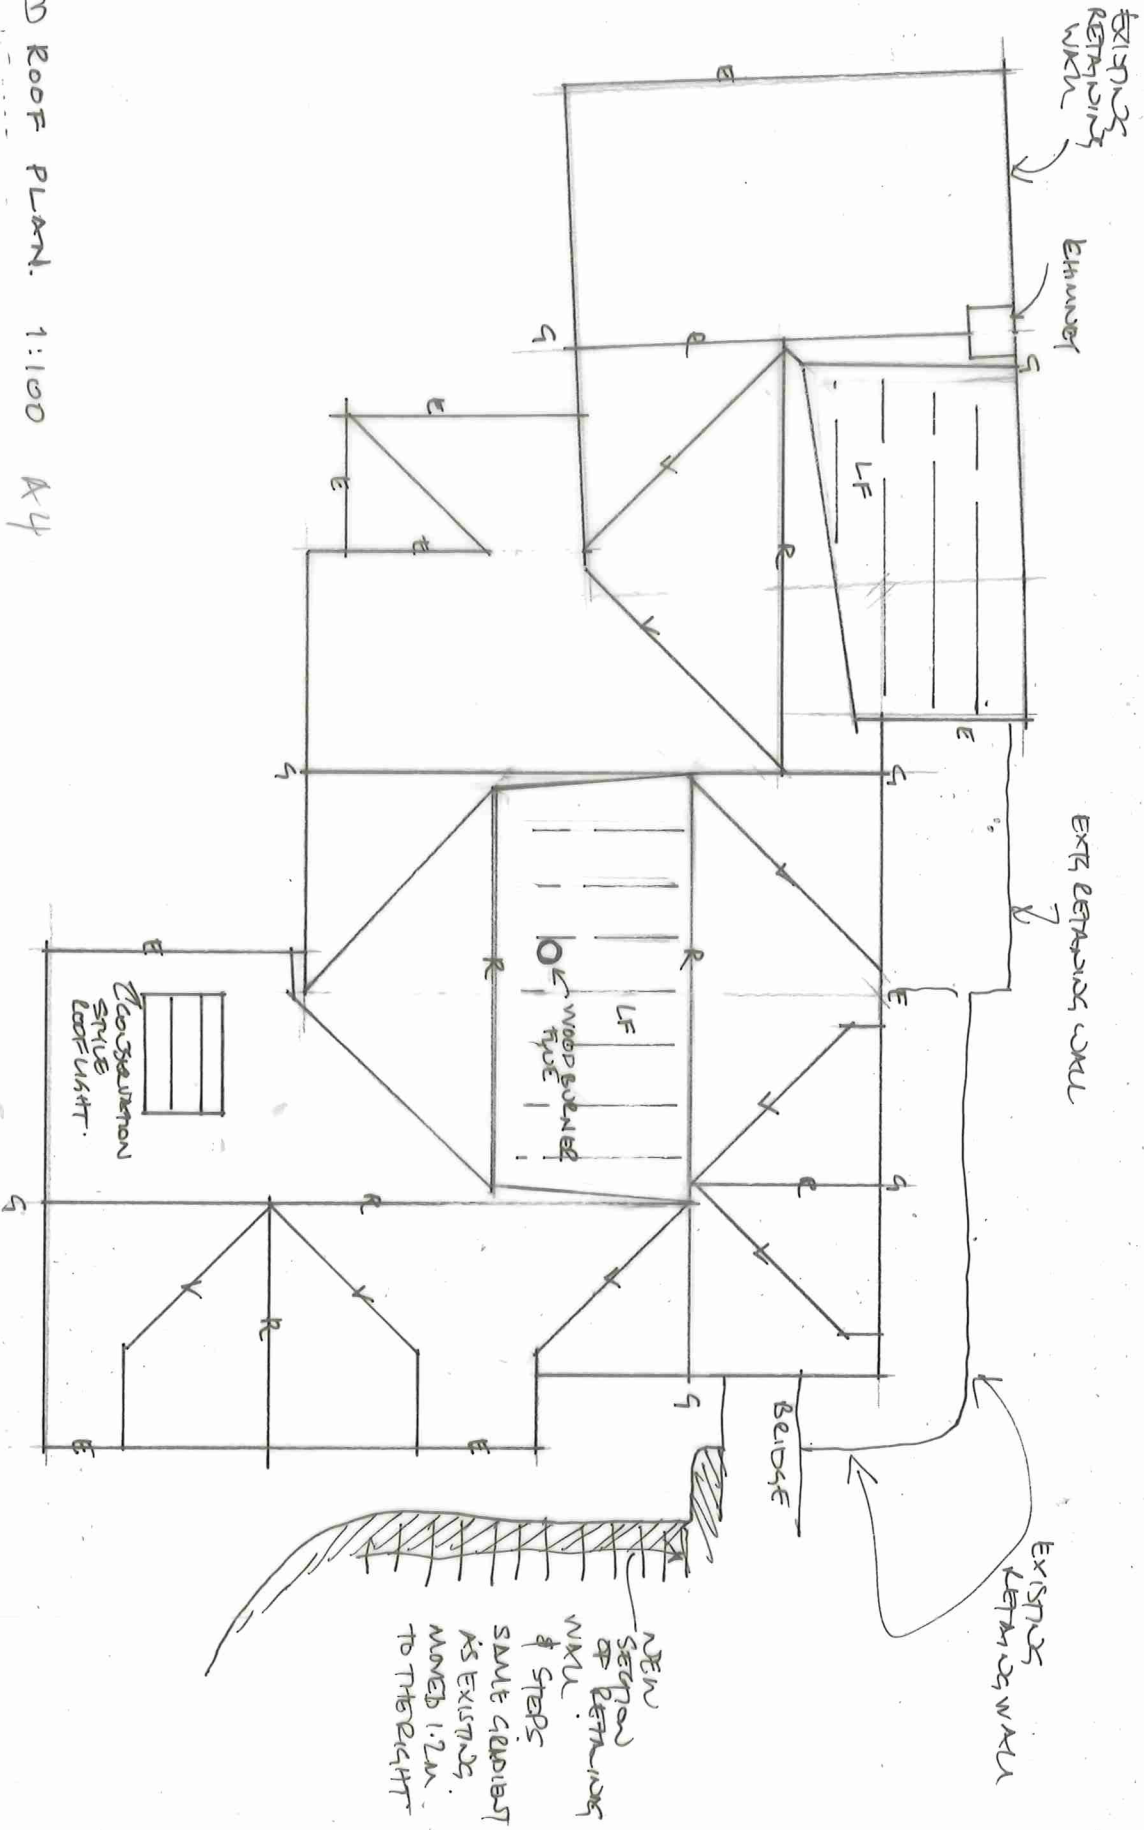 EXISTING
RETAINING
WALL
CHIMNEY
EXTG RETAINING WALL
EXISTING
RETAINING WALL
E
E
G
R
G
LF
E
E
E
V
R
V
E
G
G
V
E
R
R
LF
WOODBURNER
FLUE
V
R
G
V
V
G
BRIDGE
E
CONSERVATION
STYLE
ROOFLIGHT.
G
R
V
V
R
E
E
NEW
SECTION
OF RETAINING
WALL.
& STEPS
SAME GRADIENT
AS EXISTING
MOVED 1.2M.
TO THE RIGHT
D ROOF PLAN. 1:100 A4